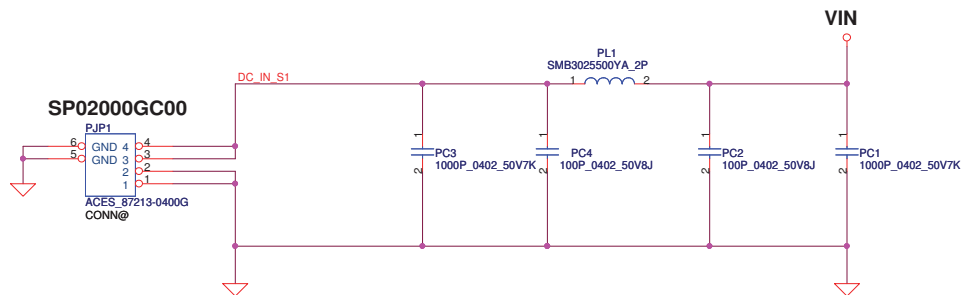 VIN
PL1
SMB3025500YA_2P
DC_IN_S1
1
2
SP02000GC00
PJP1
6 GND 4 4
5 GND 3 3
2 2
1 1
ACES_87213-0400G
CONN@
1
2
PC3
1000P_0402_50V7K
1
2
PC4
100P_0402_50V8J
1
2
PC2
100P_0402_50V8J
1
2
PC1
1000P_0402_50V7K